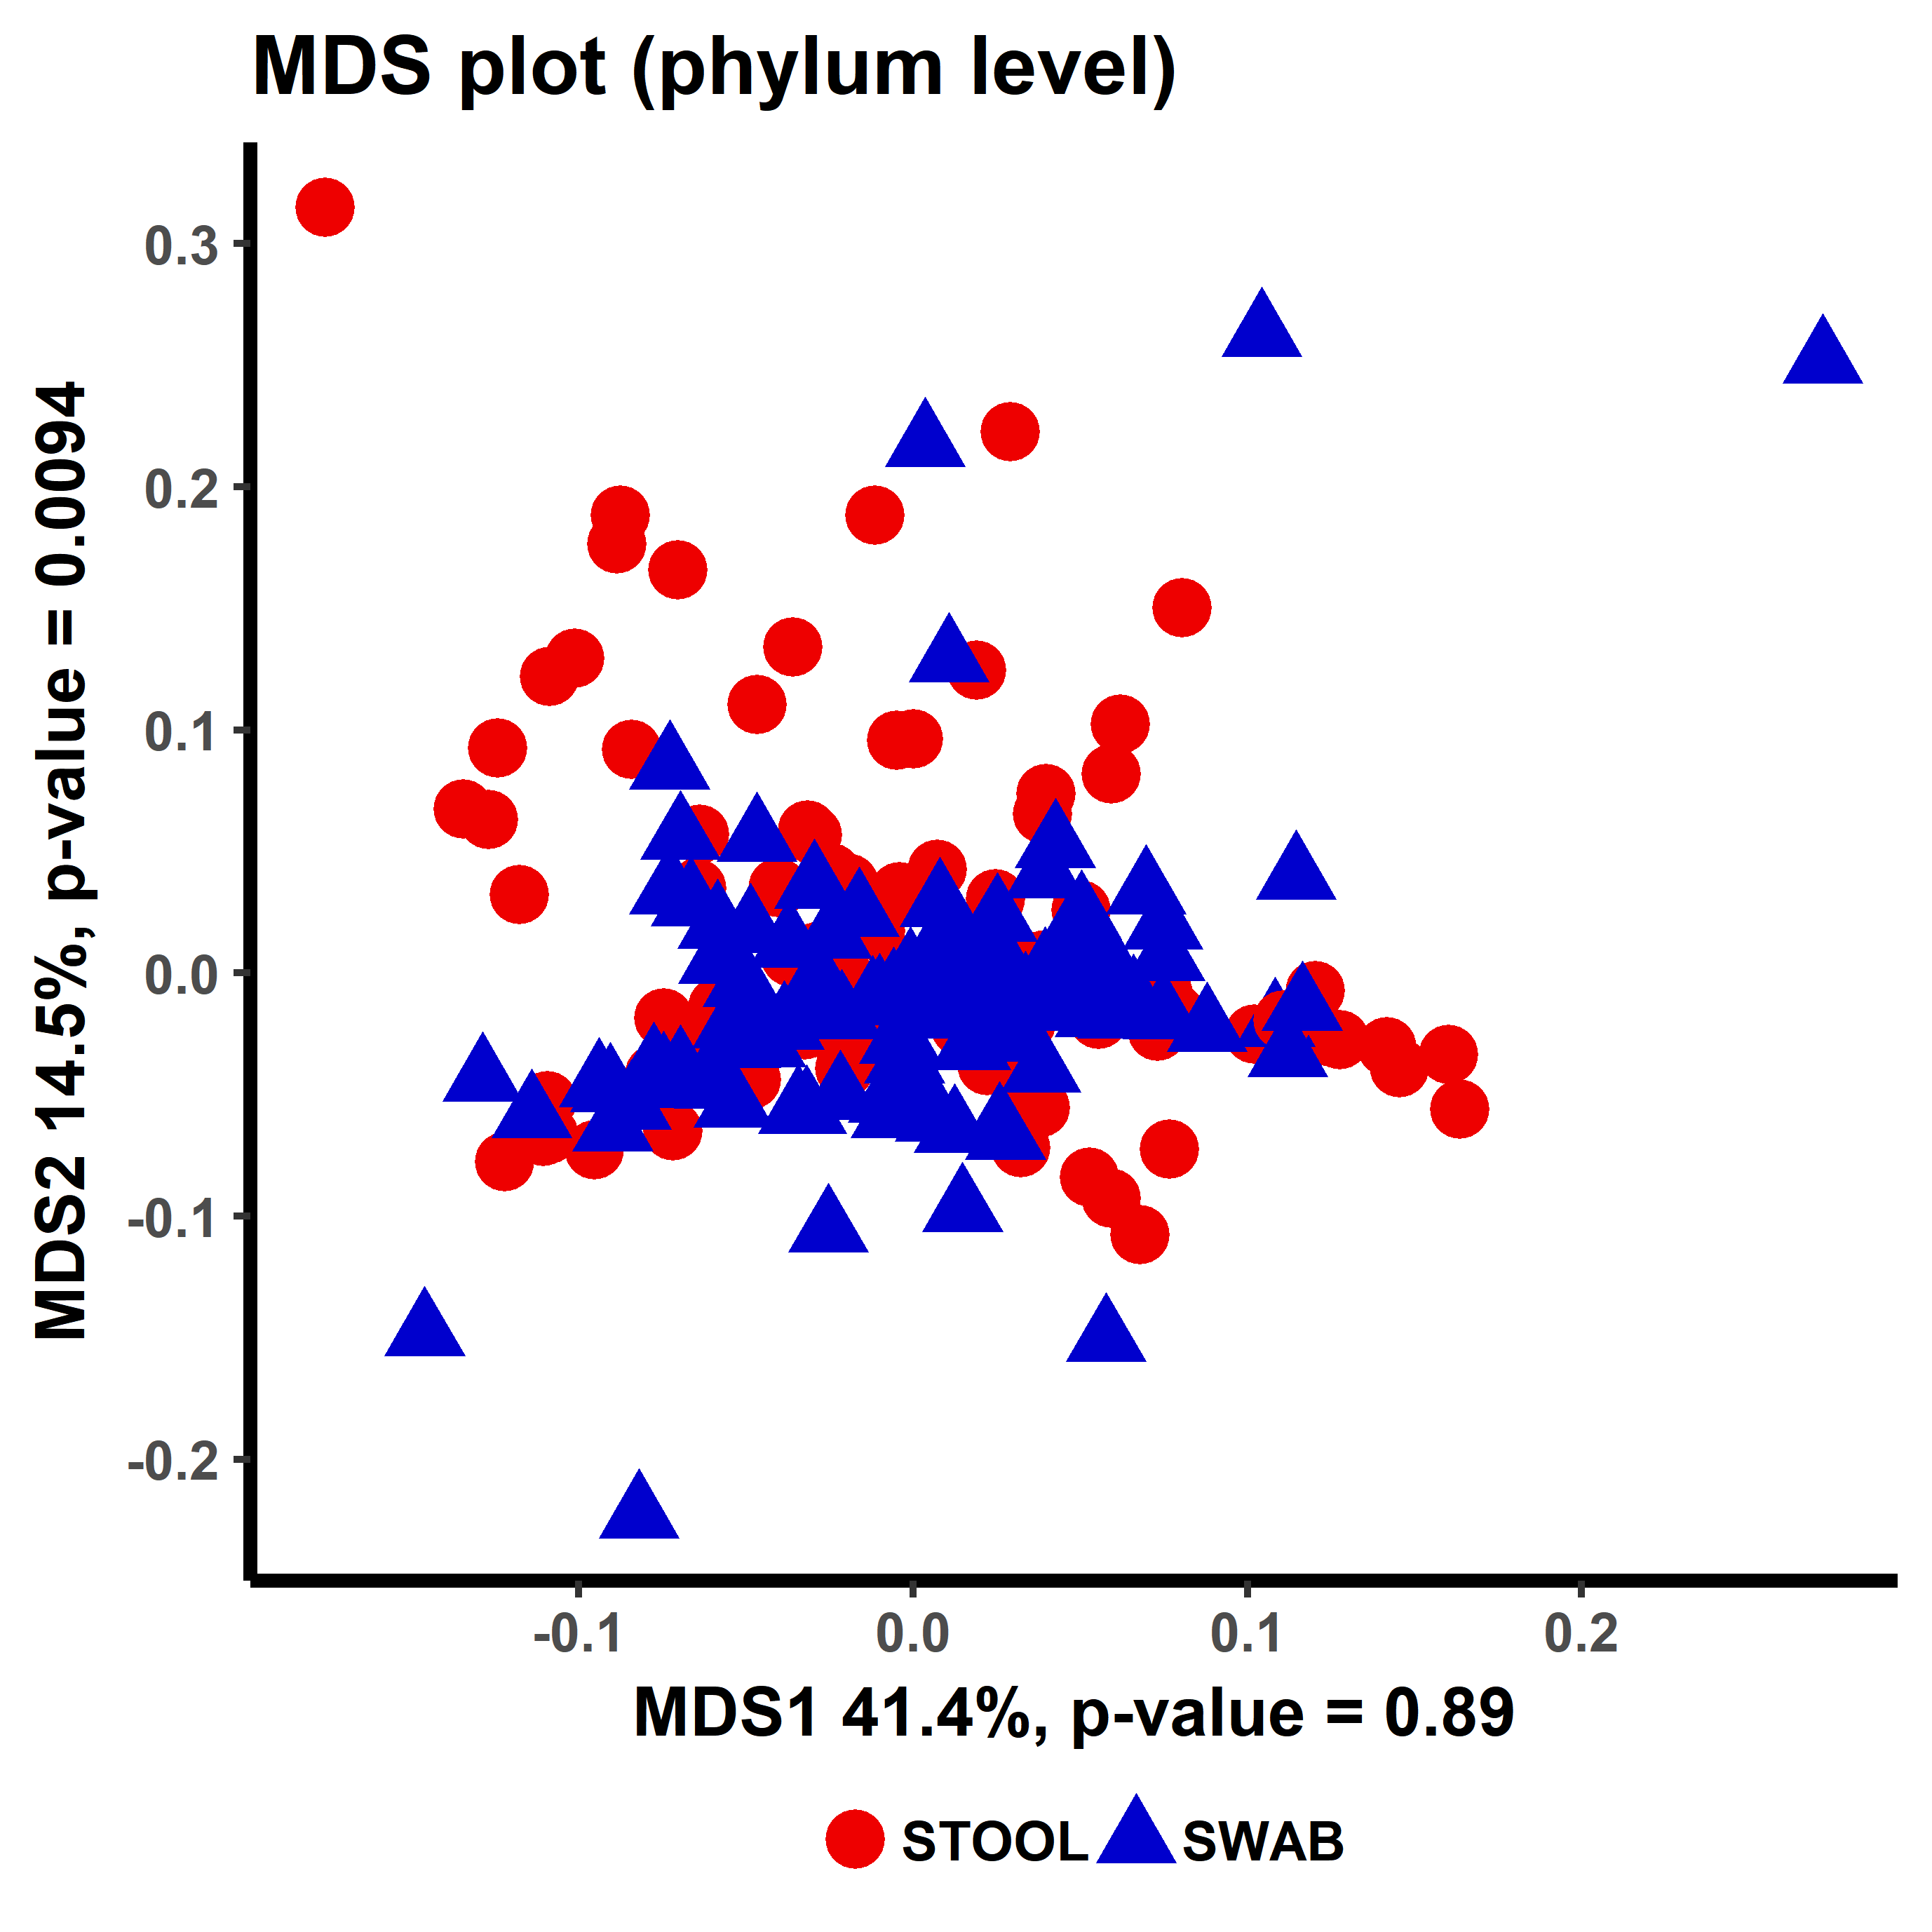 MDS plot (phylum level)
MDS2 14.5%, p-value = 0.0094
0.3
0.2
0.1
0.0
-0.1
-0.2
-0.1 0.0 0.1 0.2
MDS1 41.4%, p-value = 0.89
STOOL SWAB